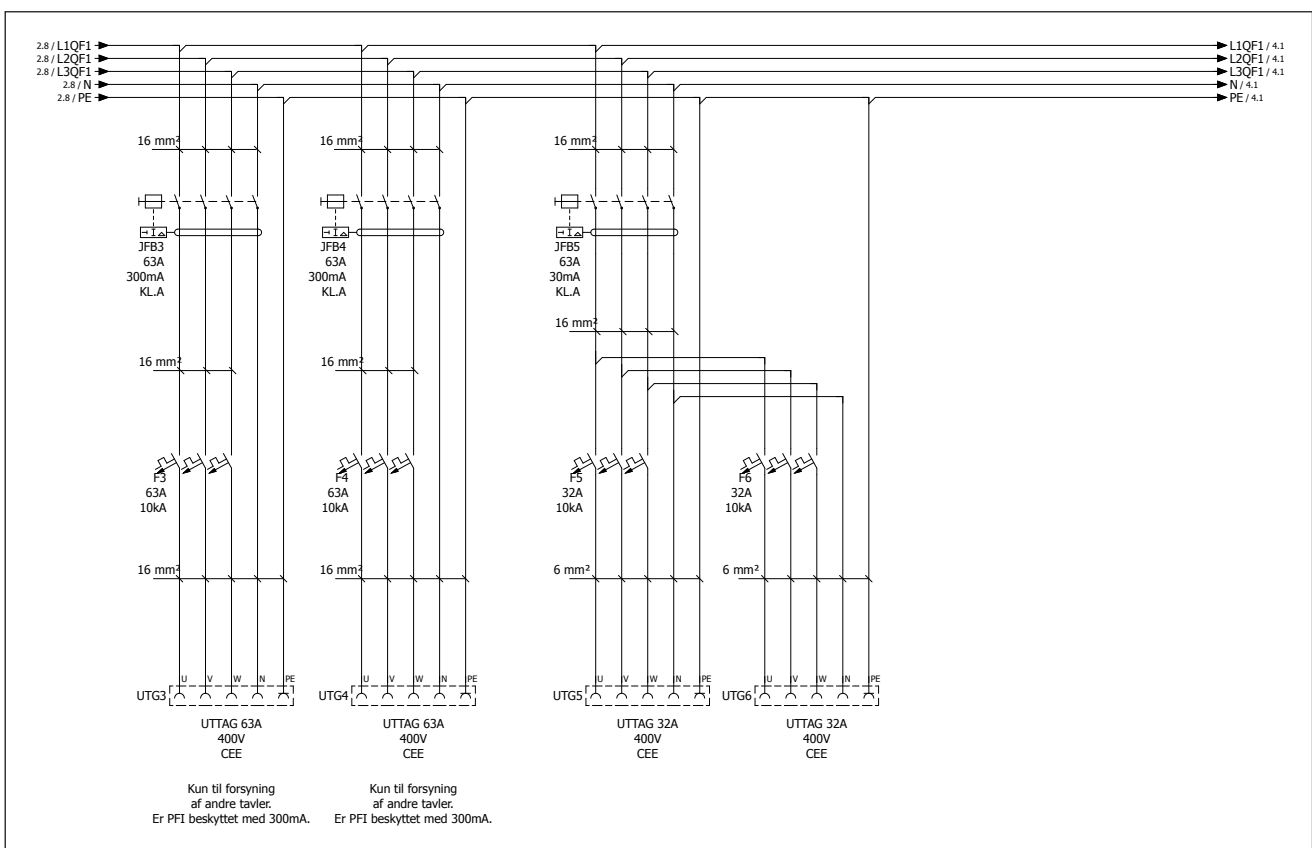 2.8 / L1QF1
L1QF1 / 4.1
2.8 / L2QF1
L2QF1 / 4.1
2.8 / L3QF1
L3QF1 / 4.1
2.8 / N
N / 4.1
2.8 / PE
PE / 4.1
16 mm²
16 mm²
16 mm²
JFB3
63A
300mA
KL.A
JFB4
63A
300mA
KL.A
JFB5
63A
30mA
KL.A
16 mm²
16 mm²
16 mm²
F3
63A
10kA
F4
63A
10kA
F5
32A
10kA
F6
32A
10kA
16 mm²
16 mm²
6 mm²
6 mm²
U V W N PE
UTG3
UTTAG 63A
400V
CEE
Kun til forsyning
af andre tavler.
Er PFI beskyttet med 300mA.
U V W N PE
UTG4
UTTAG 63A
400V
CEE
Kun til forsyning
af andre tavler.
Er PFI beskyttet med 300mA.
U V W N PE
UTG5
UTTAG 32A
400V
CEE
U V W N PE
UTG6
UTTAG 32A
400V
CEE